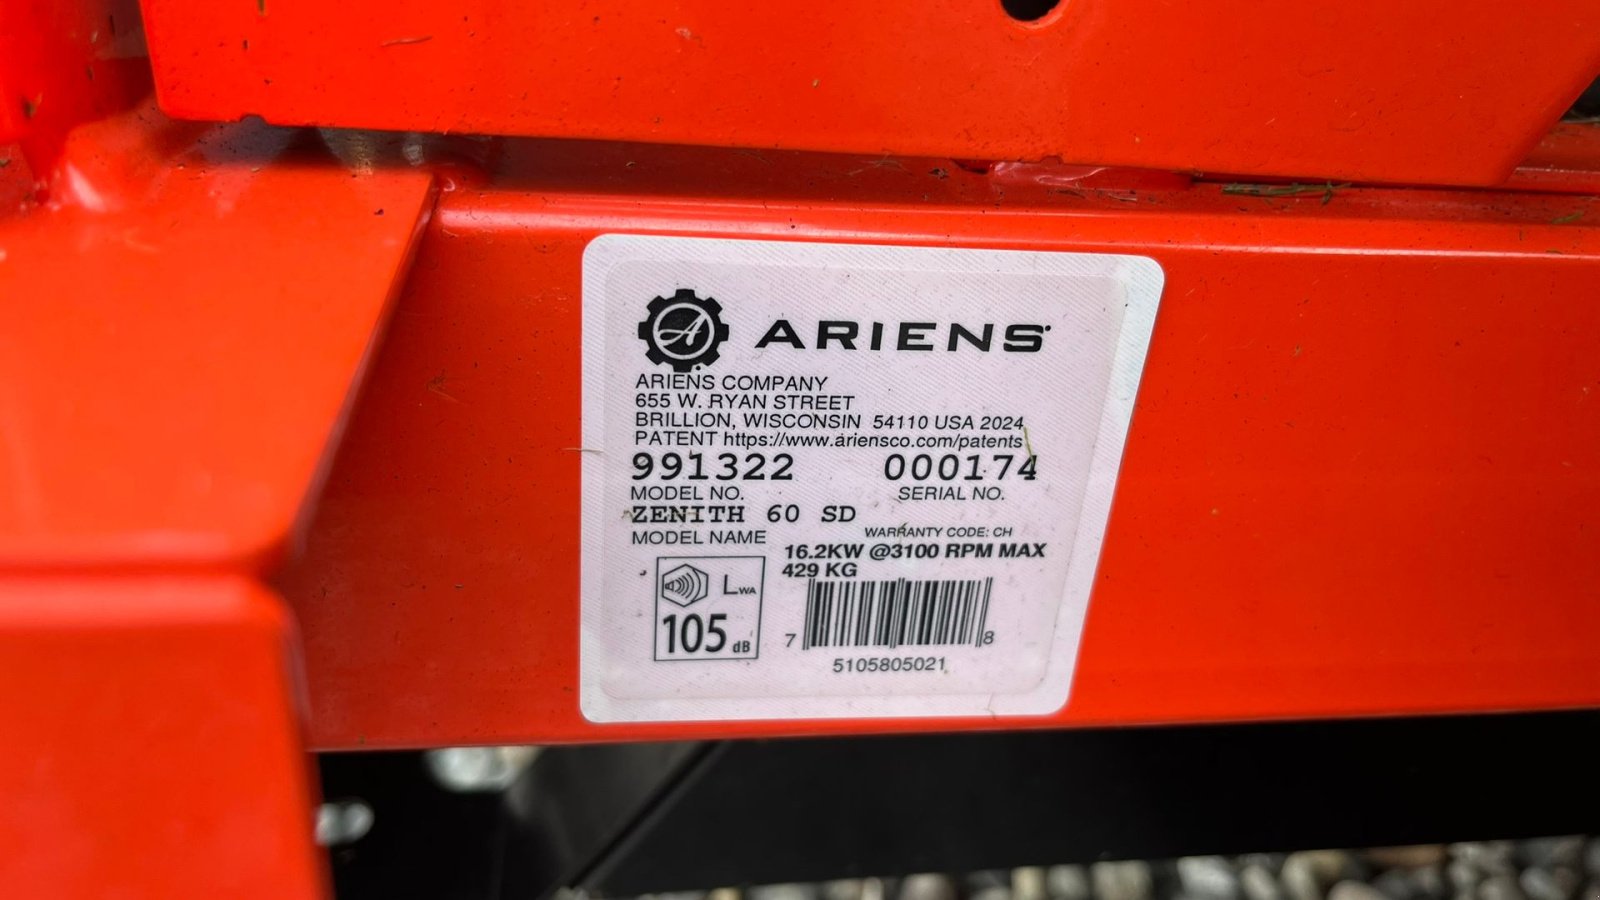 A ARIENS
ARIENS COMPANY
655 W. RYAN STREET
BRILLION, WISCONSIN 54110 USA 2024
PATENT https://www.ariensco.com/patents
991322 000174
MODEL NO. SERIAL NO.
ZENITH 60 SD
MODEL NAME WARRANTY CODE: CH
16.2KW @3100 RPM MAX
429 KG
LWA
105 dB
7 8
5105805021